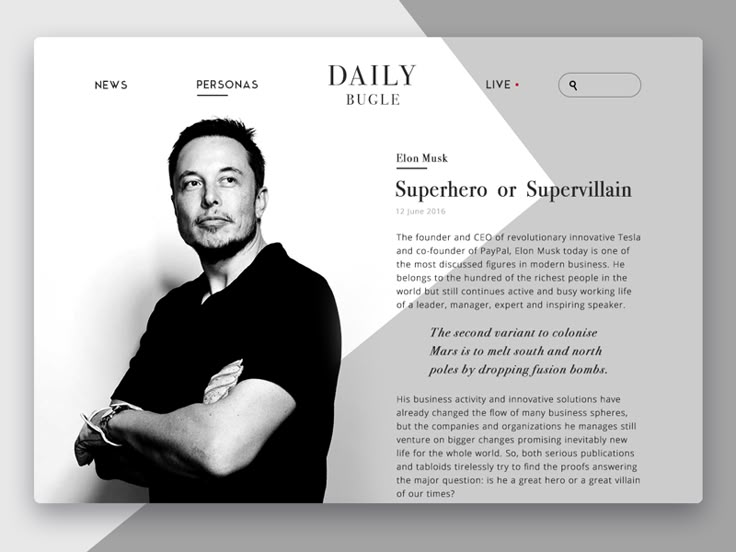 NEWS
PERSONAS
DAILY
BUGLE
LIVE
Elon Musk
Superhero or Supervillain
12 June 2016
The founder and CEO of revolutionary innovative Tesla
and co-founder of PayPal, Elon Musk today is one of
the most discussed figures in modern business. He
belongs to the hundred of the richest people in the
world but still continues active and busy working life
of a leader, manager, expert and inspiring speaker.
The second variant to colonise
Mars is to melt south and north
poles by dropping fusion bombs.
His business activity and innovative solutions have
already changed the flow of many business spheres,
but the companies and organizations he manages still
venture on bigger changes promising inevitably new
life for the whole world. So, both serious publications
and tabloids tirelessly try to find the proofs answering
the major question: is he a great hero or a great villain
of our times?